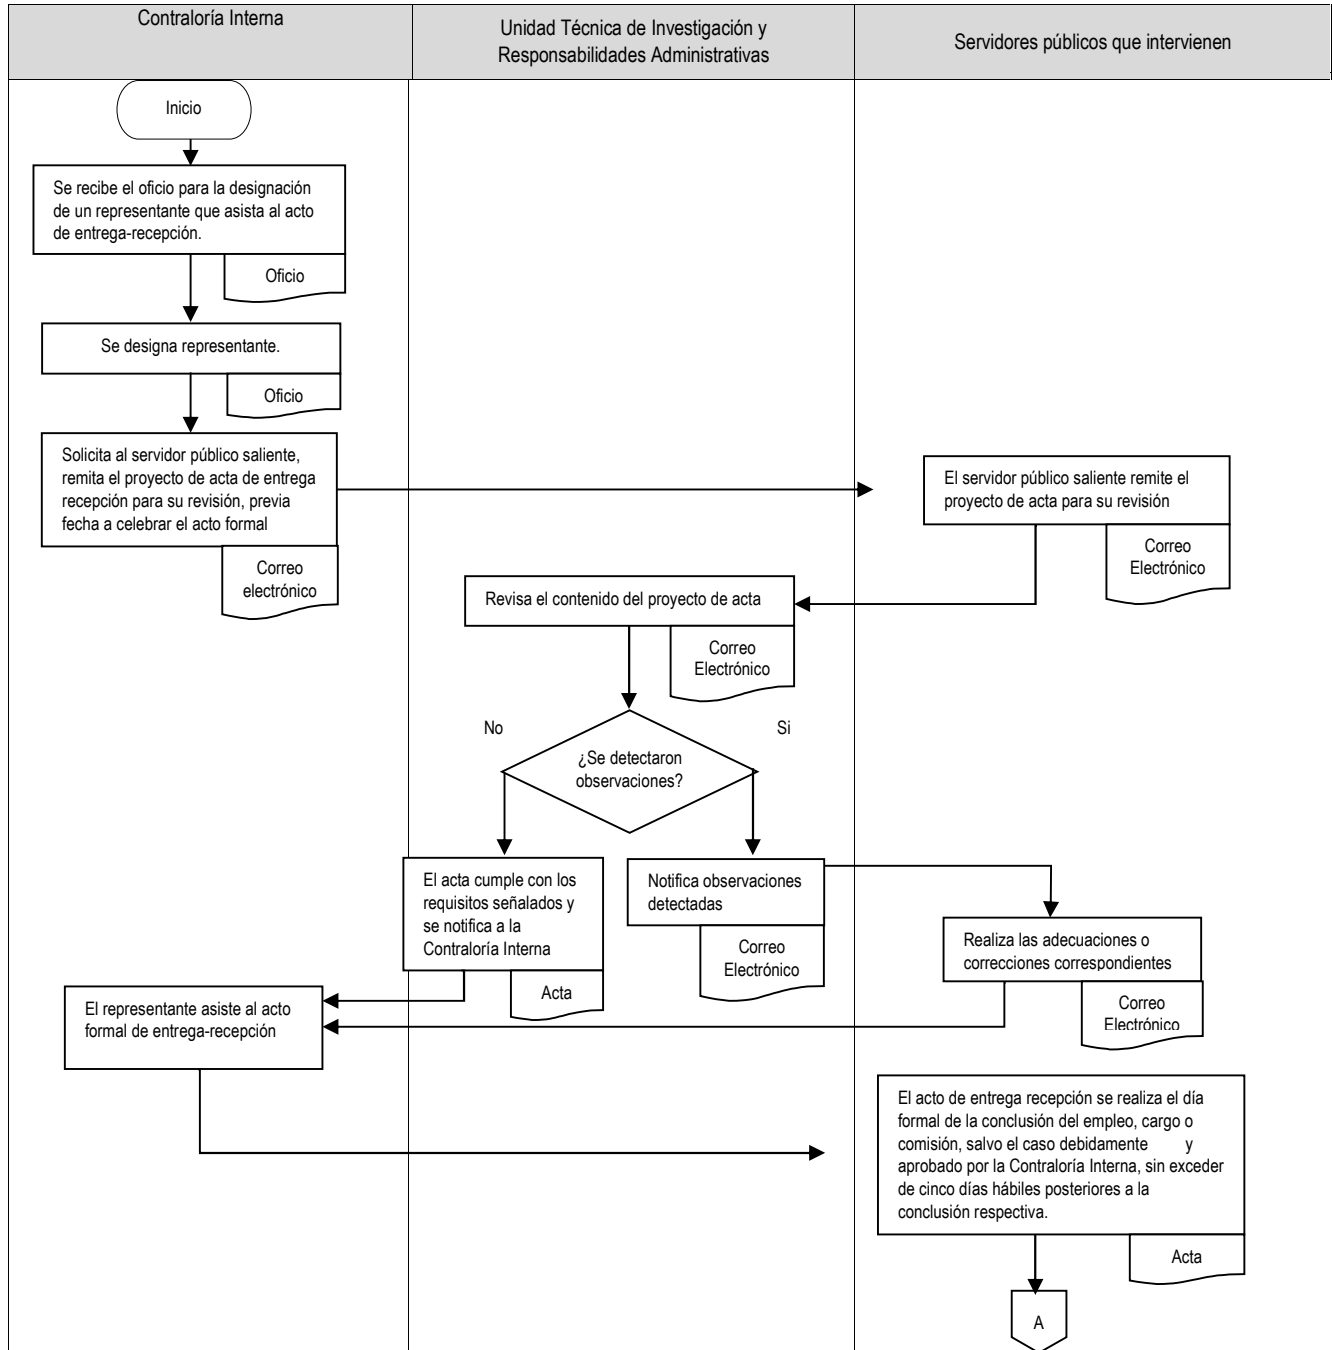 Contraloría Interna
Unidad Técnica de Investigación y
Responsabilidades Administrativas
Servidores públicos que intervienen
Inicio
Se recibe el oficio para la designación
de un representante que asista al acto
de entrega-recepción.
Oficio
Se designa representante.
Oficio
Solicita al servidor público saliente,
remita el proyecto de acta de entrega
recepción para su revisión, previa
fecha a celebrar el acto formal
Correo
electrónico
El servidor público saliente remite el
proyecto de acta para su revisión
Correo
Electrónico
Revisa el contenido del proyecto de acta
Correo
Electrónico
No
Si
¿Se detectaron
observaciones?
El acta cumple con los
requisitos señalados y
se notifica a la
Contraloría Interna
Acta
Notifica observaciones
detectadas
Correo
Electrónico
Realiza las adecuaciones o
correcciones correspondientes
Correo
Electrónico
El representante asiste al acto
formal de entrega-recepción
El acto de entrega recepción se realiza el día
formal de la conclusión del empleo, cargo o
comisión, salvo el caso debidamente y
aprobado por la Contraloría Interna, sin exceder
de cinco días hábiles posteriores a la
conclusión respectiva.
Acta
A